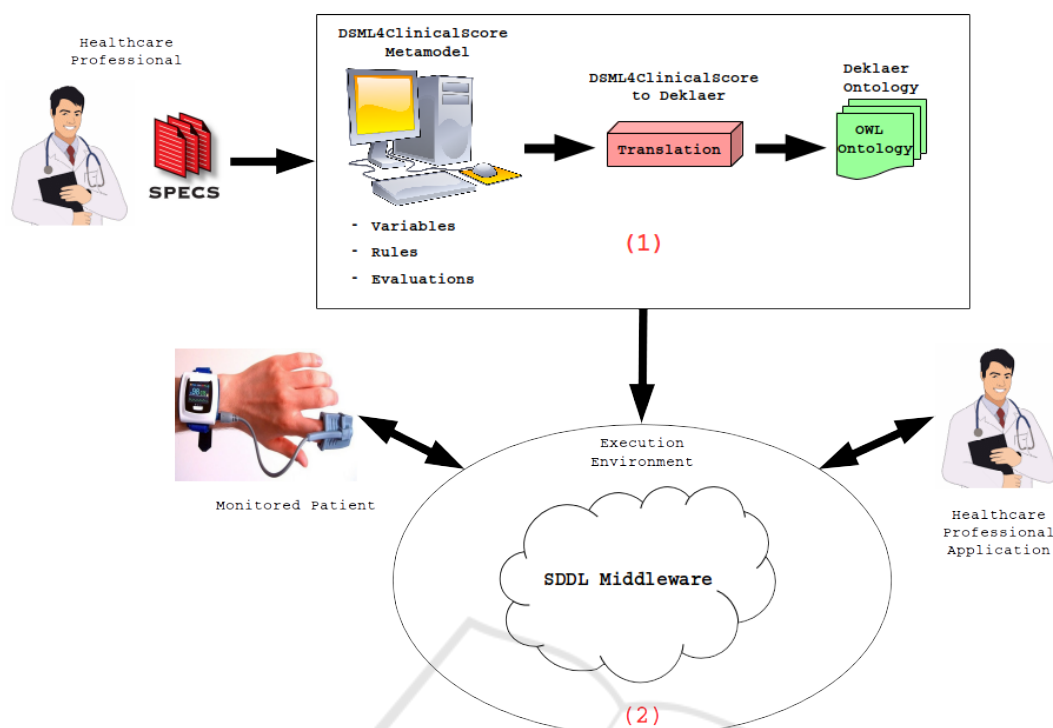 Healthcare
Professional
SPECS
DSML4ClinicalScore
Metamodel
- Variables
- Rules
- Evaluations
DSML4ClinicalScore
to Deklaer
Translation
Deklaer
Ontology
OWL
Ontology
(1)
Monitored Patient
Execution
Environment
SDDL Middleware
(2)
Healthcare
Professional
Application